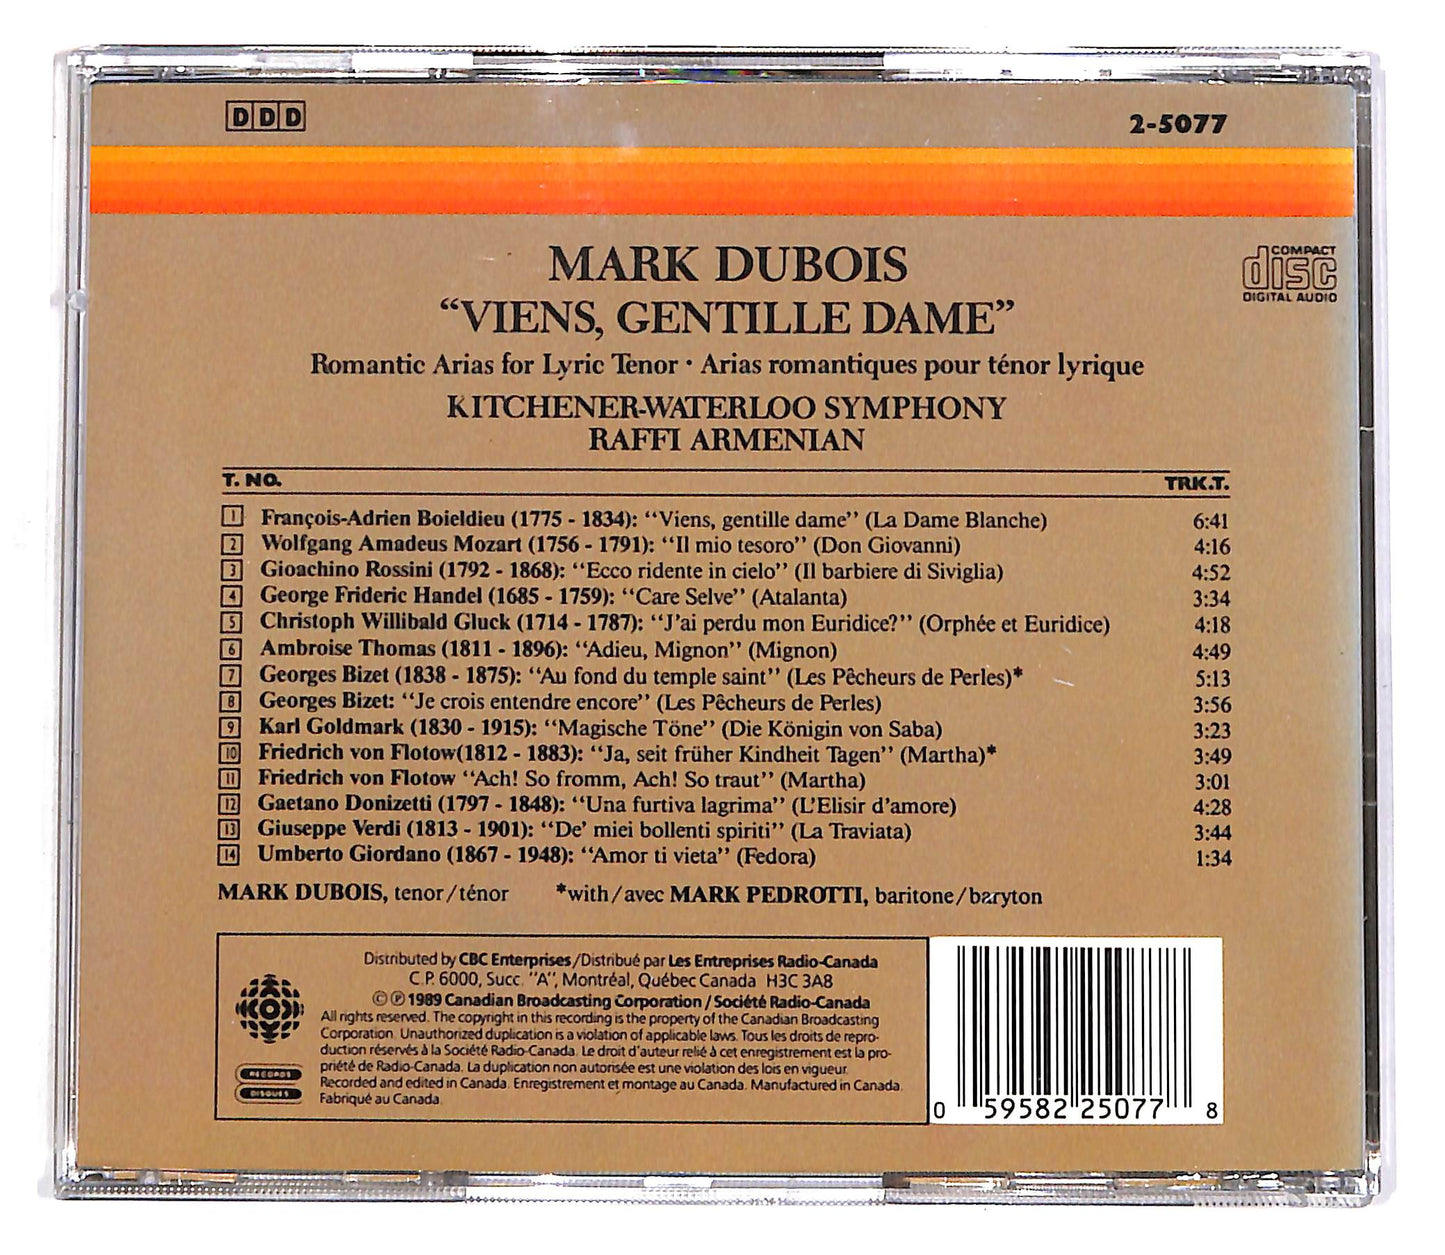 DDD
2-5077
COMPACT
disc
DIGITAL AUDIO
MARK DUBOIS
“VIENS, GENTILLE DAME”
Romantic Arias for Lyric Tenor · Arias romantiques pour ténor lyrique
KITCHENER-WATERLOO SYMPHONY
RAFFI ARMENIAN
T. NO. TRK.T.
1 François-Adrien Boieldieu (1775 - 1834): “Viens, gentille dame” (La Dame Blanche) 6:41
2 Wolfgang Amadeus Mozart (1756 - 1791): “Il mio tesoro” (Don Giovanni) 4:16
3 Gioachino Rossini (1792 - 1868): “Ecco ridente in cielo” (Il barbiere di Siviglia) 4:52
4 George Frideric Handel (1685 - 1759): “Care Selve” (Atalanta) 3:34
5 Christoph Willibald Gluck (1714 - 1787): “J’ai perdu mon Euridice?” (Orphée et Euridice) 4:18
6 Ambroise Thomas (1811 - 1896): “Adieu, Mignon” (Mignon) 4:49
7 Georges Bizet (1838 - 1875): “Au fond du temple saint” (Les Pêcheurs de Perles)* 5:13
8 Georges Bizet: “Je crois entendre encore” (Les Pêcheurs de Perles) 3:56
9 Karl Goldmark (1830 - 1915): “Magische Töne” (Die Königin von Saba) 3:23
10 Friedrich von Flotow(1812 - 1883): “Ja, seit früher Kindheit Tagen” (Martha)* 3:49
11 Friedrich von Flotow “Ach! So fromm, Ach! So traut” (Martha) 3:01
12 Gaetano Donizetti (1797 - 1848): “Una furtiva lagrima” (L’Elisir d’amore) 4:28
13 Giuseppe Verdi (1813 - 1901): “De’ miei bollenti spiriti” (La Traviata) 3:44
14 Umberto Giordano (1867 - 1948): “Amor ti vieta” (Fedora) 1:34
MARK DUBOIS, tenor/ténor *with/avec MARK PEDROTTI, baritone/baryton
Distributed by CBC Enterprises/Distribué par Les Entreprises Radio-Canada
C.P. 6000, Succ. “A”, Montréal, Québec Canada H3C 3A8
© ℗ 1989 Canadian Broadcasting Corporation / Société Radio-Canada
All rights reserved. The copyright in this recording is the property of the Canadian Broadcasting
Corporation. Unauthorized duplication is a violation of applicable laws. Tous les droits de repro-
duction réservés à la Société Radio-Canada. Le droit d’auteur relié à cet enregistrement est la pro-
priété de Radio-Canada. La duplication non autorisée est une violation des lois en vigueur.
Recorded and edited in Canada. Enregistrement et montage au Canada. Manufactured in Canada.
Fabriqué au Canada.
RECORDS
DISQUES
0 59582 25077 8